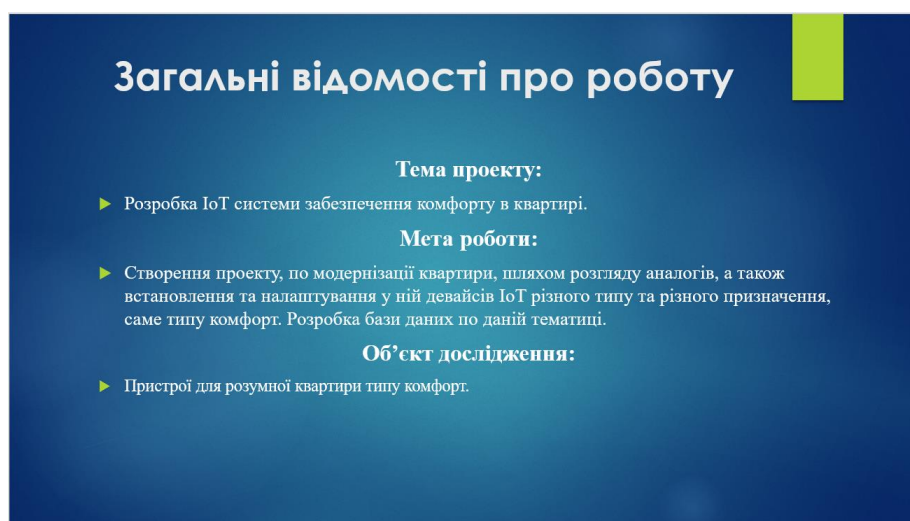 Загальні відомості про роботу
Тема проекту:
Розробка IoT системи забезпечення комфорту в квартирі.
Мета роботи:
Створення проекту, по модернізації квартири, шляхом розгляду аналогів, а також
встановлення та налаштування у ній девайсів IoT різного типу та різного призначення,
саме типу комфорт. Розробка бази даних по даній тематиці.
Об’єкт дослідження:
Пристрої для розумної квартири типу комфорт.